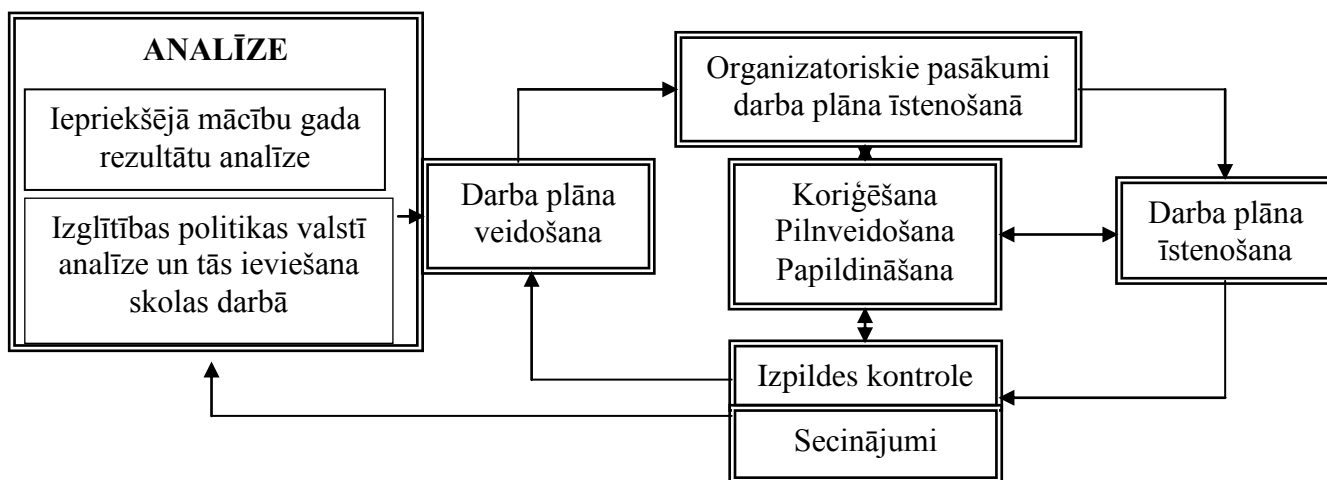 ANALĪZE
Iepriekšējā mācību gada
rezultātu analīze
Izglītības politikas valstī
analīze un tās ieviešana
skolas darbā
Darba plāna
veidošana
Organizatoriskie pasākumi
darba plāna īstenošanā
Koriģēšana
Pilnveidošana
Papildināšana
Darba plāna
īstenošana
Izpildes kontrole
Secinājumi